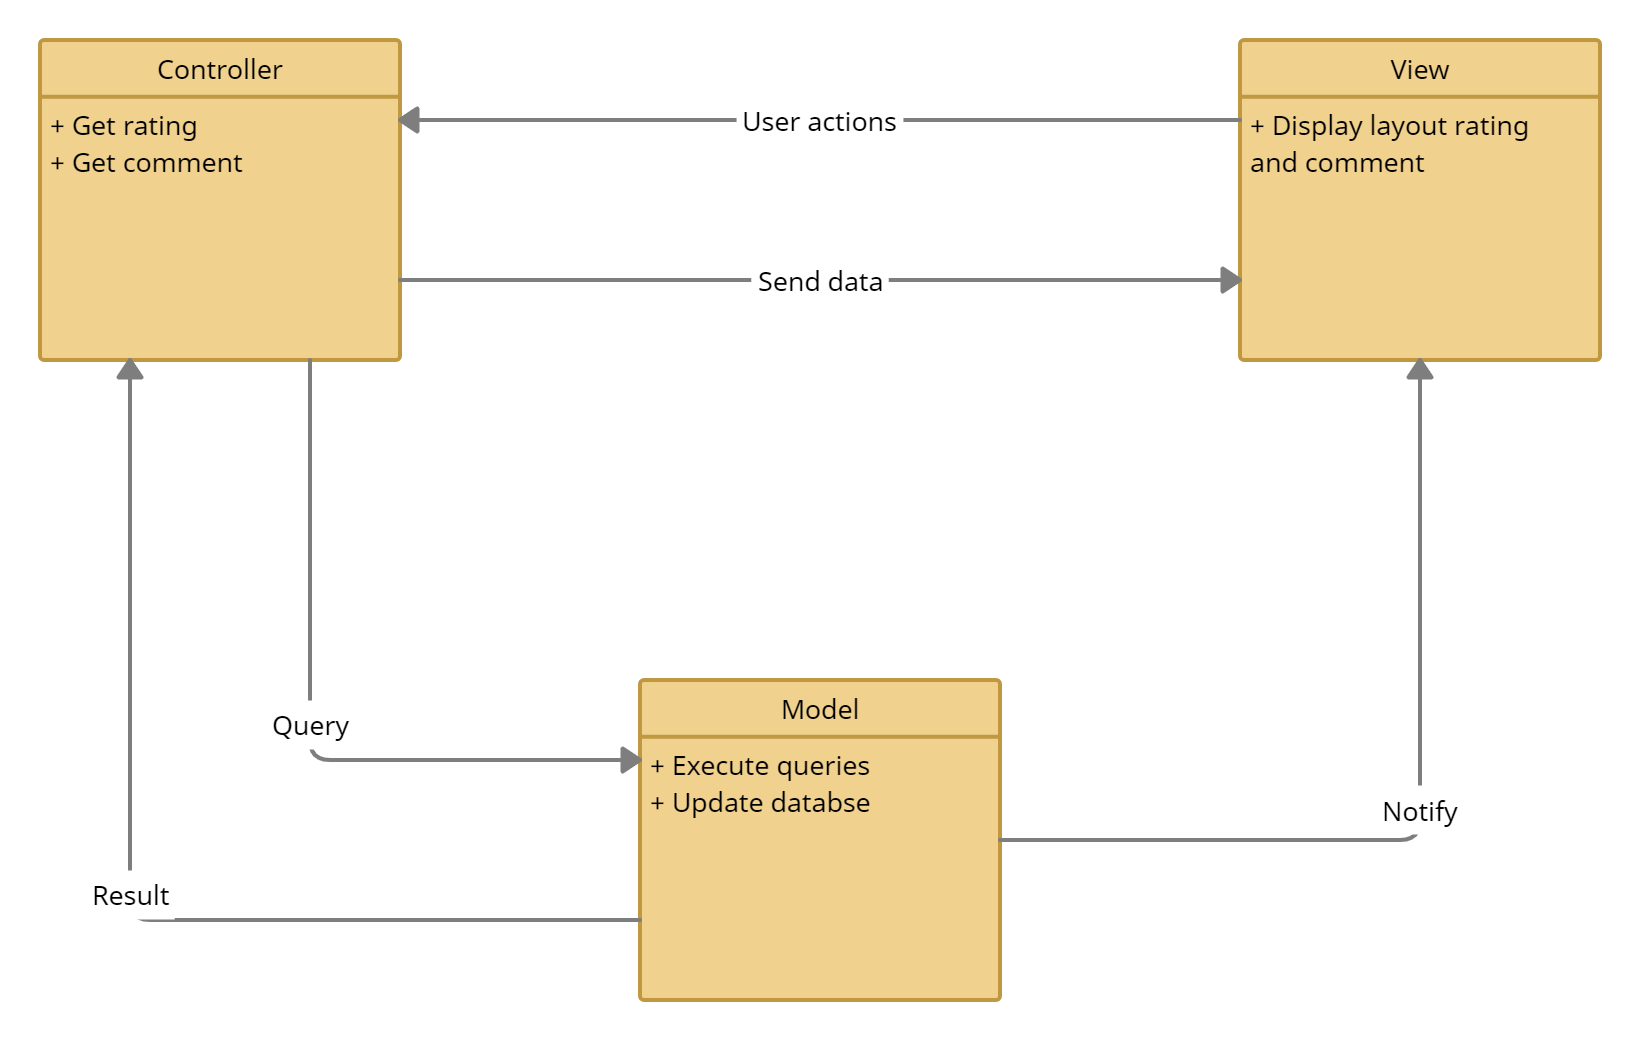 Controller
+ Get rating
+ Get comment
User actions
Send data
View
+ Display layout rating
and comment
Query
Result
Model
+ Execute queries
+ Update databse
Notify